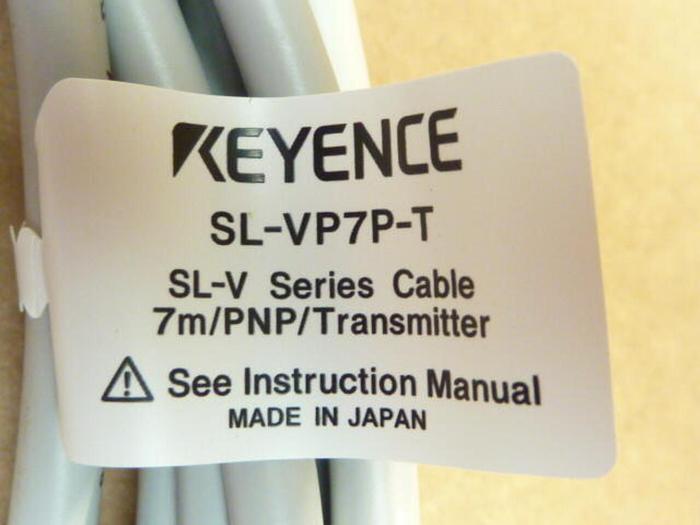 KEYENCE
SL-VP7P-T
SL-V Series Cable
7m/PNP/Transmitter
See Instruction Manual
MADE IN JAPAN